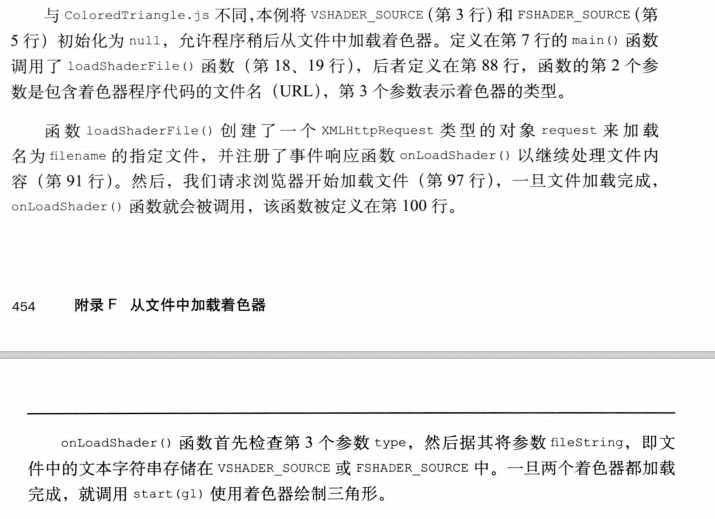 与 ColoredTriangle.js 不同,本例将 VSHADER_SOURCE(第 3 行)和 FSHADER_SOURCE(第
5 行)初始化为 null，允许程序稍后从文件中加载着色器。定义在第 7 行的 main() 函数
调用了 loadShaderFile() 函数（第 18、19 行），后者定义在第 88 行，函数的第 2 个参
数是包含着色器程序代码的文件名（URL），第 3 个参数表示着色器的类型。
函数 loadShaderFile() 创建了一个 XMLHttpRequest 类型的对象 request 来加载
名为 filename 的指定文件，并注册了事件响应函数 onLoadShader() 以继续处理文件内
容（第 91 行）。然后，我们请求浏览器开始加载文件（第 97 行），一旦文件加载完成，
onLoadShader() 函数就会被调用，该函数被定义在第 100 行。
454 附录 F 从文件中加载着色器
onLoadShader() 函数首先检查第 3 个参数 type，然后据其将参数 fileString，即文
件中的文本字符串存储在 VSHADER_SOURCE 或 FSHADER_SOURCE 中。一旦两个着色器都加载
完成，就调用 start(gl) 使用着色器绘制三角形。